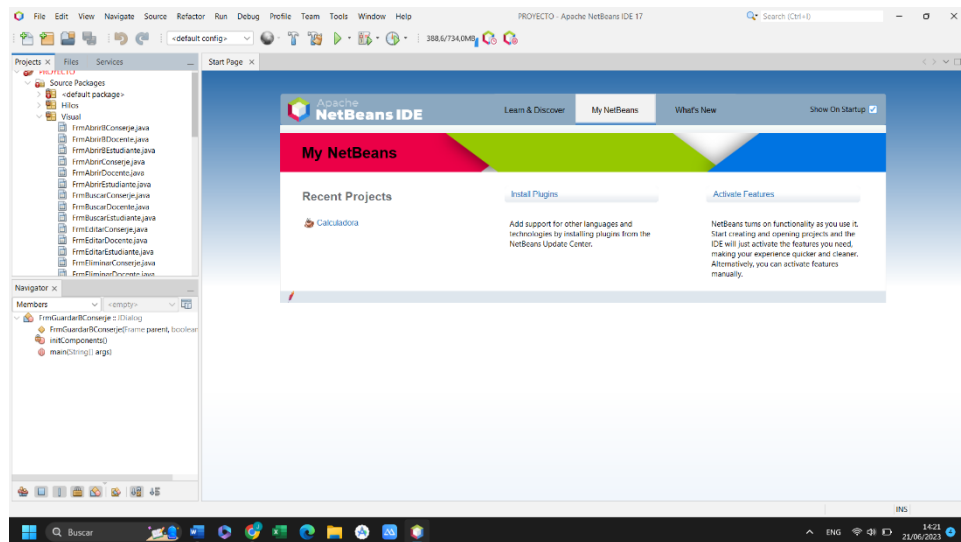 File Edit View Navigate Source Refactor Run Debug Profile Team Tools Window Help
PROYECTO - Apache NetBeans IDE 17
Search (Ctrl+I)
<default config>
388,6/734,0MB
Projects Files Services
Start Page
PROYECTO
Source Packages
<default package>
Hilos
Visual
FrmAbrirBConserje.java
FrmAbrirBDocente.java
FrmAbrirBEstudiante.java
FrmAbrirConserje.java
FrmAbrirDocente.java
FrmAbrirEstudiante.java
FrmBuscarConserje.java
FrmBuscarDocente.java
FrmBuscarEstudiante.java
FrmEditarConserje.java
FrmEditarDocente.java
FrmEditarEstudiante.java
FrmEliminarConserje.java
FrmEliminarDocente.java
Apache
NetBeans IDE
Learn & Discover My NetBeans What's New Show On Startup
My NetBeans
Recent Projects
Calculadora
Install Plugins
Add support for other languages and
technologies by installing plugins from the
NetBeans Update Center.
Activate Features
NetBeans turns on functionality as you use it.
Start creating and opening projects and the
IDE will just activate the features you need,
making your experience quicker and cleaner.
Alternatively, you can activate features
manually.
Navigator
Members <empty>
FrmGuardarBConserje :: JDialog
FrmGuardarBConserje(Frame parent, boolean
initComponents()
main(String[] args)
INS
Buscar
ENG
14:21
21/06/2023